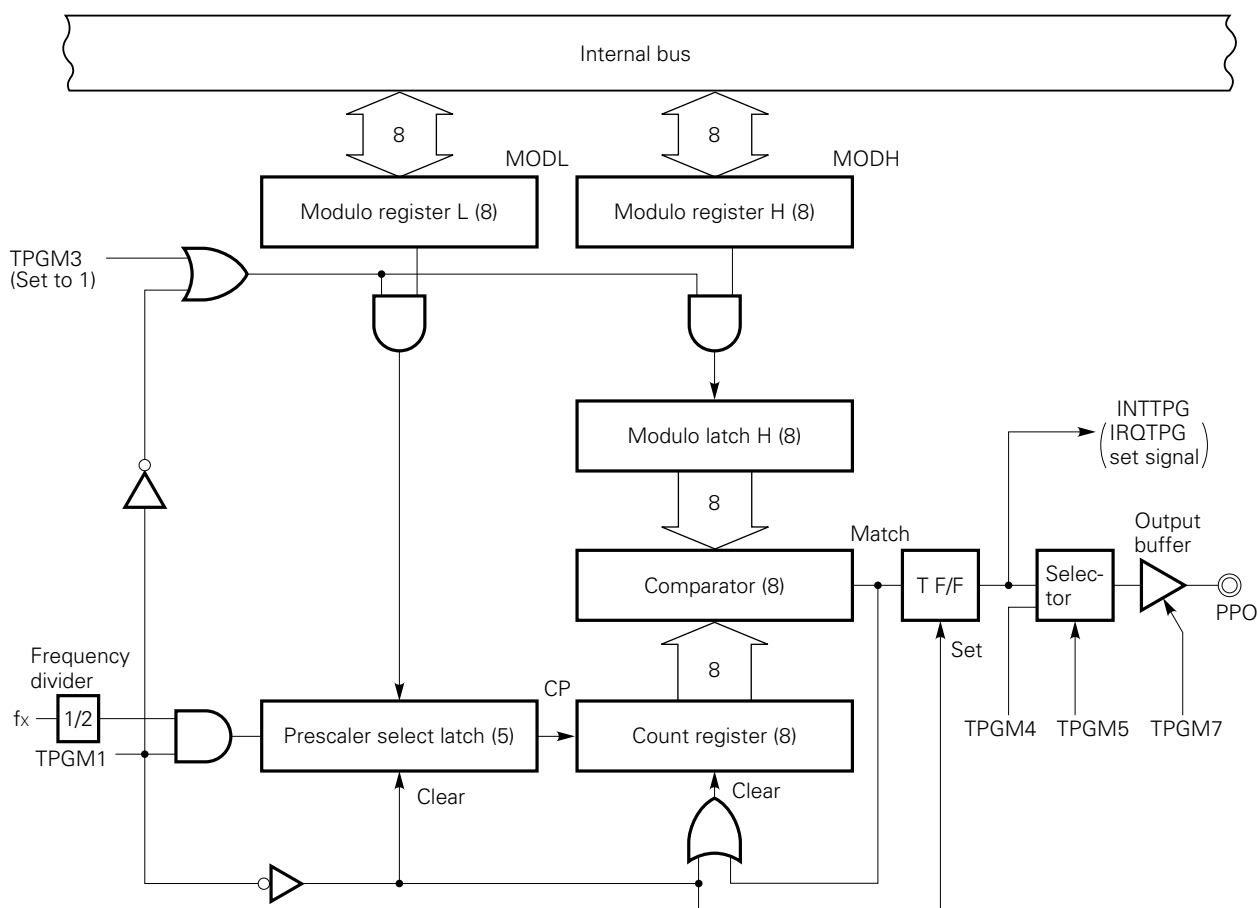 Internal bus
8
8
MODL
MODH
Modulo register L (8)
Modulo register H (8)
TPGM3
(Set to 1)
Modulo latch H (8)
INTTPG
IRQTPG
set signal
8
Match
Output
buffer
Comparator (8)
T F/F
Selec-
tor
PPO
Set
8
Frequency
divider
CP
fX
1/2
Prescaler select latch (5)
Count register (8)
TPGM4
TPGM5
TPGM7
TPGM1
Clear
Clear